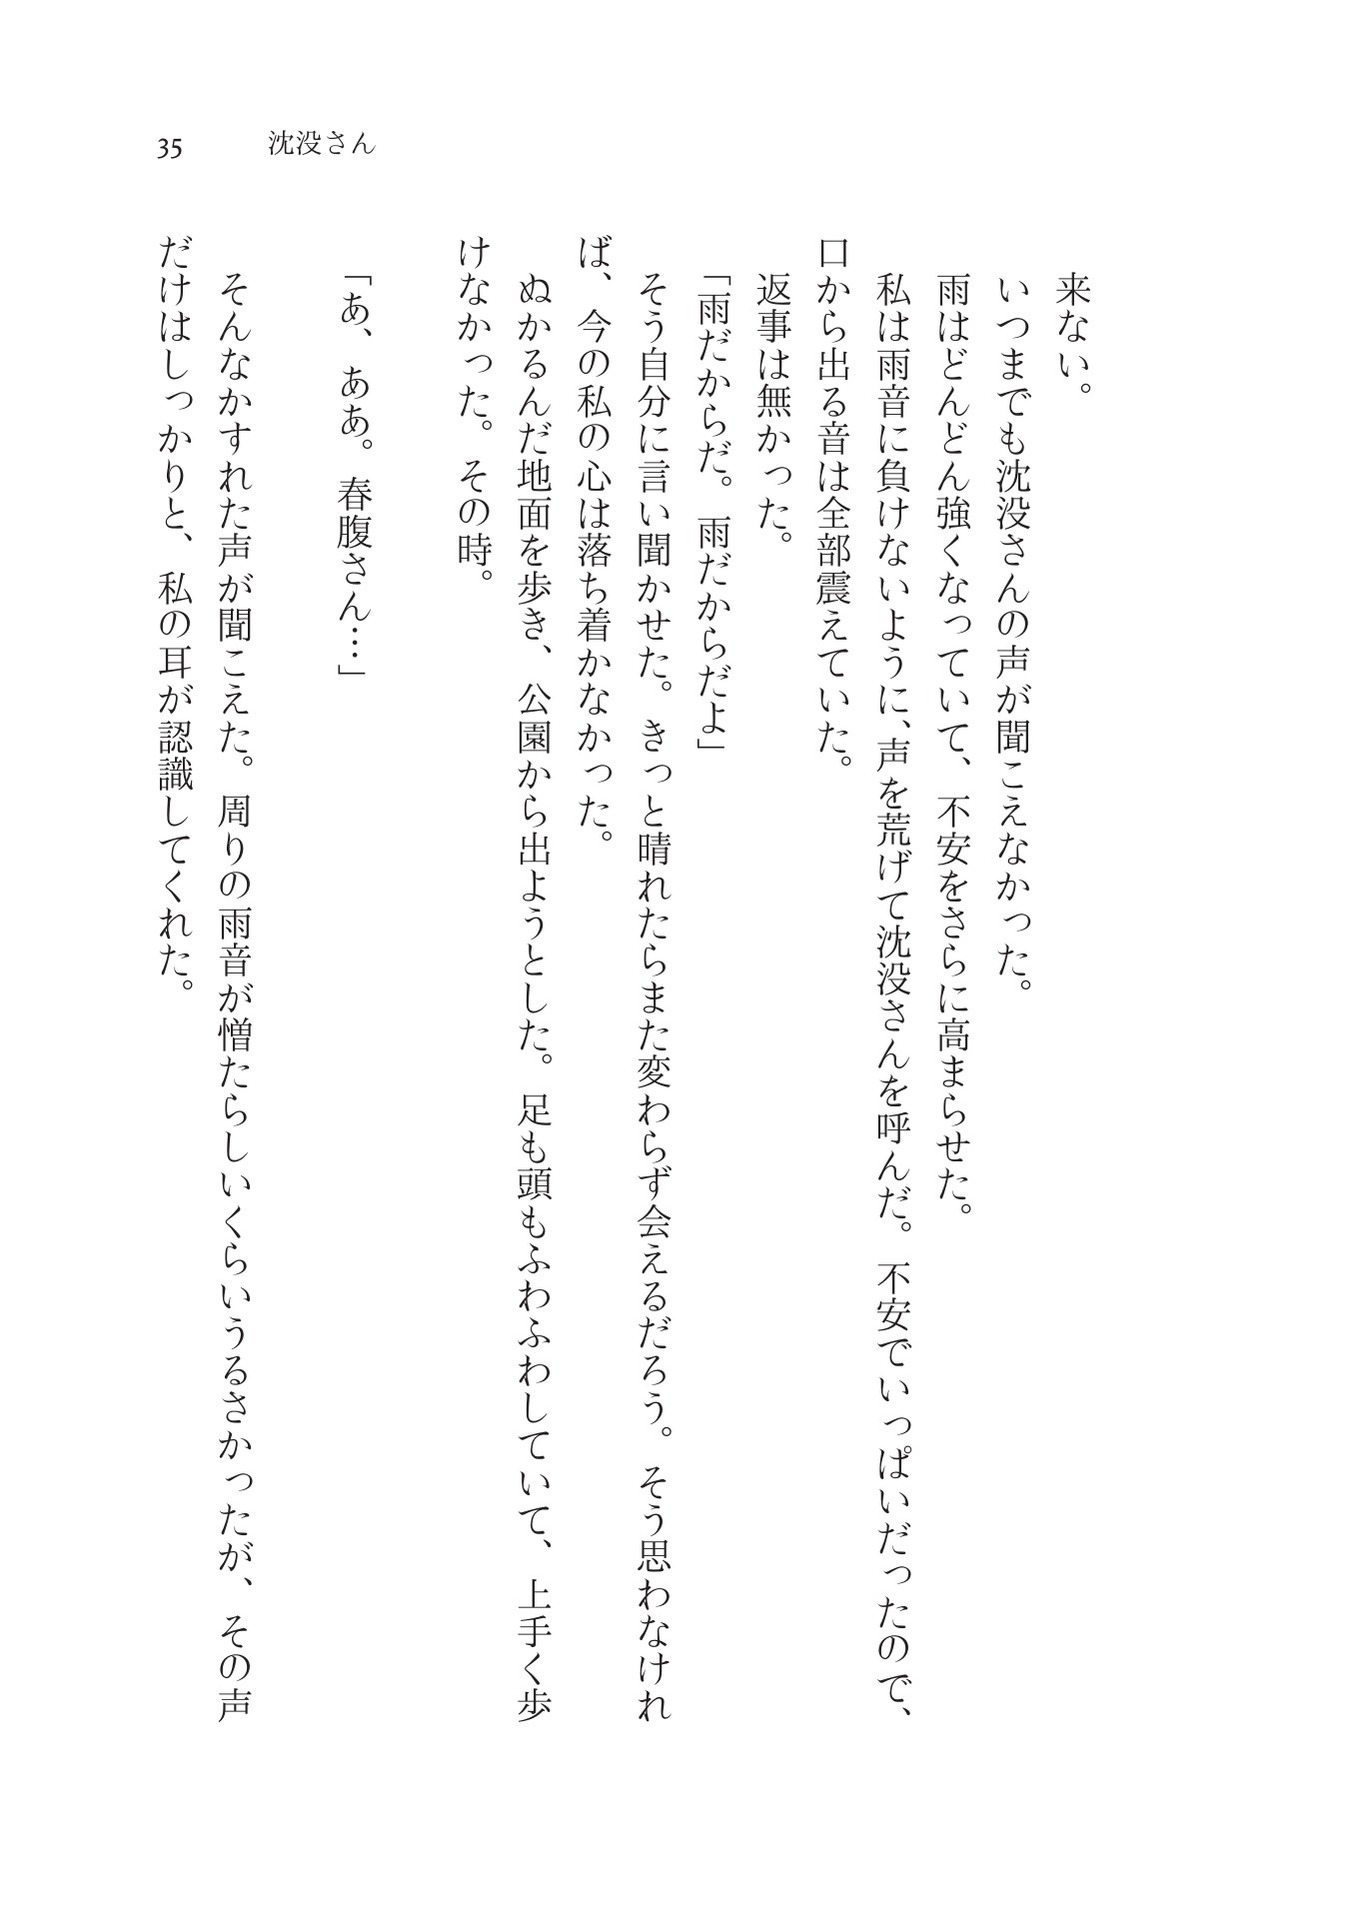 35 沈没さん
来ない。
いつまでも沈没さんの声が聞こえなかった。
雨はどんどん強くなっていて、不安をさらに高まらせた。
私は雨音に負けないように、声を荒げて沈没さんを呼んだ。不安でいっぱいだったので、
口から出る音は全部震えていた。
返事は無かった。
「雨だからだ。雨だからだよ」
そう自分に言い聞かせた。きっと晴れたらまた変わらず会えるだろう。そう思わなけれ
ば、今の私の心は落ち着かなかった。
ぬかるんだ地面を歩き、公園から出ようとした。足も頭もふわふわしていて、上手く歩
けなかった。その時。
「あ、ああ。春腹さん…」
そんなかすれた声が聞こえた。周りの雨音が憎たらしいくらいうるさかったが、その声
だけはしっかりと、私の耳が認識してくれた。